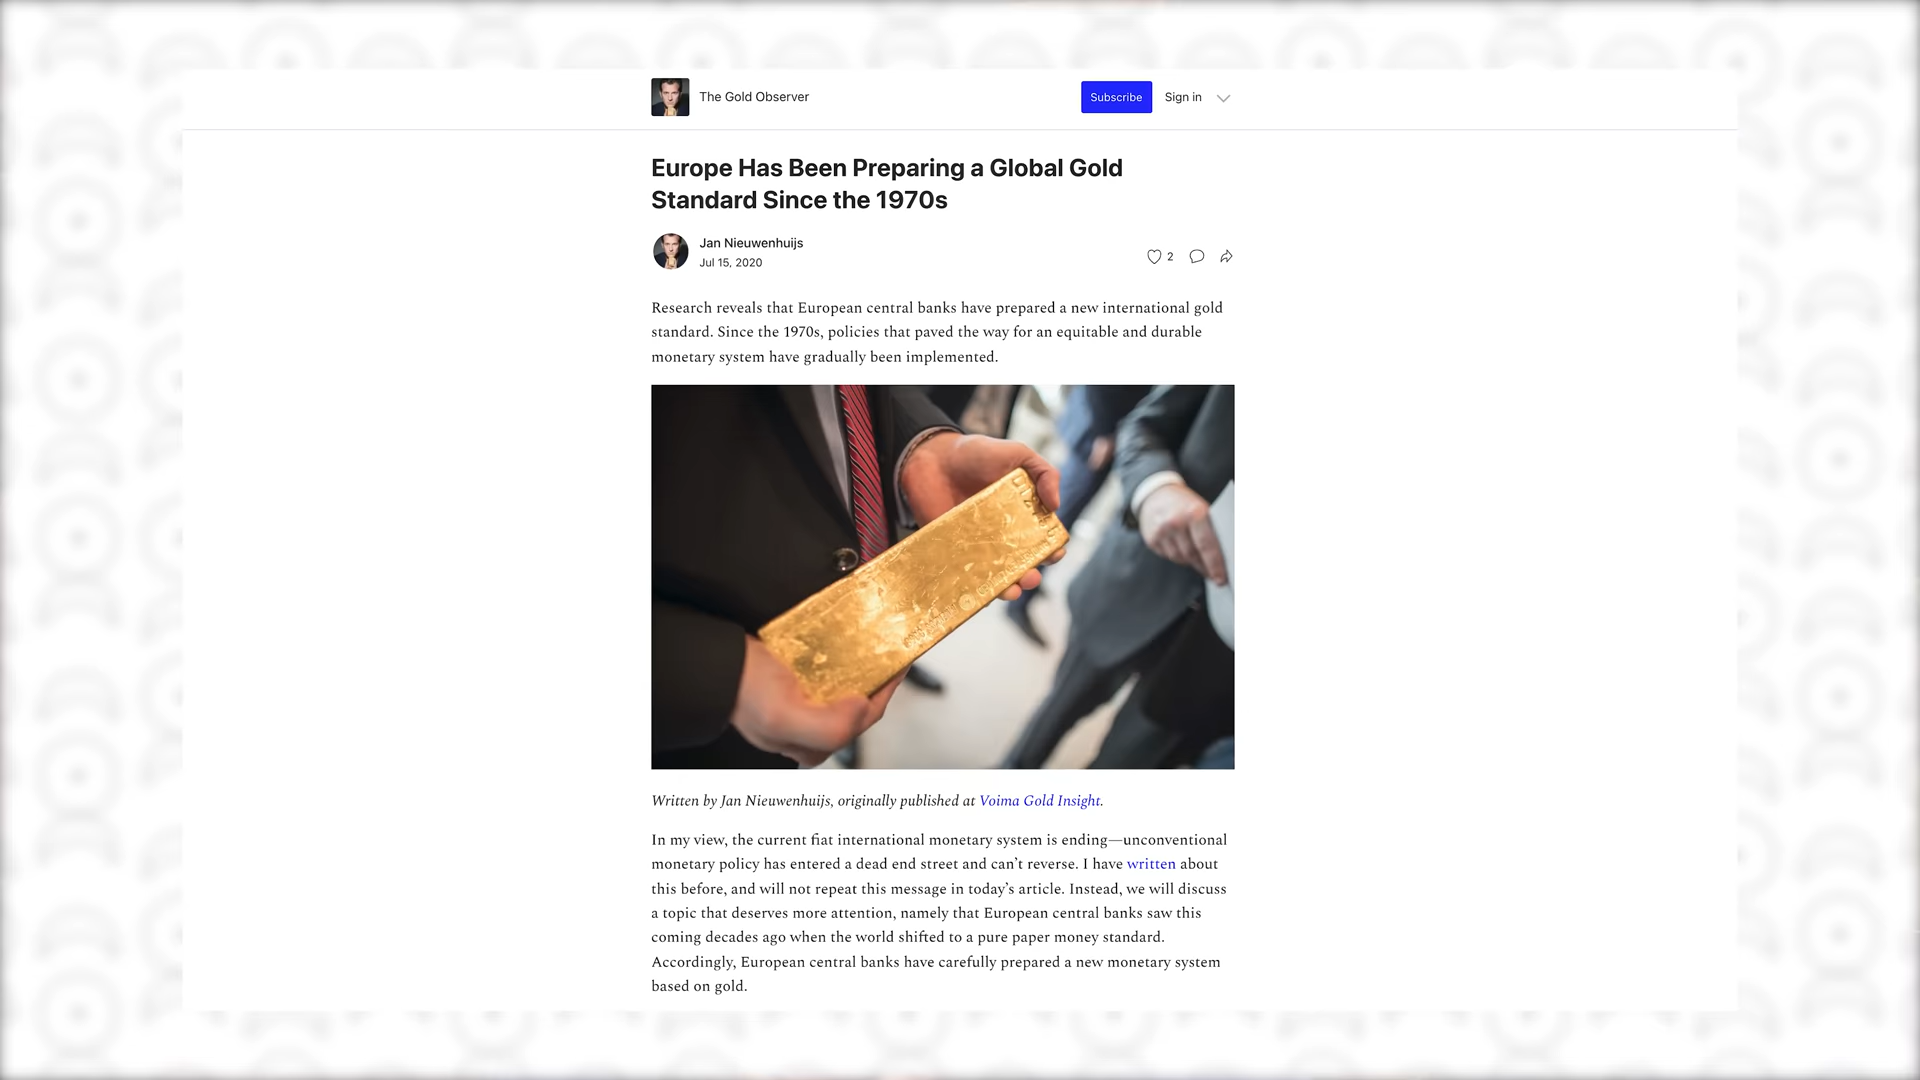 The Gold Observer
Subscribe
Sign in
Europe Has Been Preparing a Global Gold
Standard Since the 1970s
Jan Nieuwenhuijs
Jul 15, 2020
2
Research reveals that European central banks have prepared a new international gold
standard. Since the 1970s, policies that paved the way for an equitable and durable
monetary system have gradually been implemented.
Written by Jan Nieuwenhuijs, originally published at Voima Gold Insight.
In my view, the current fiat international monetary system is ending—unconventional
monetary policy has entered a dead end street and can’t reverse. I have written about
this before, and will not repeat this message in today’s article. Instead, we will discuss
a topic that deserves more attention, namely that European central banks saw this
coming decades ago when the world shifted to a pure paper money standard.
Accordingly, European central banks have carefully prepared a new monetary system
based on gold.